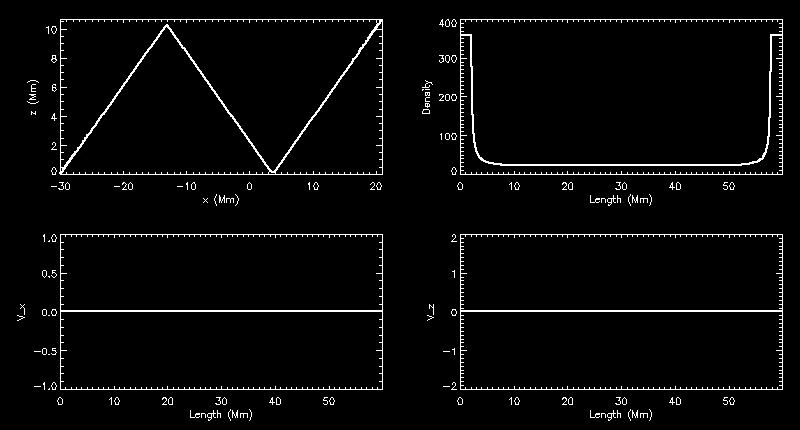 10
8
6
4
2
0
z (Mm)
−30 −20 −10 0 10 20
x (Mm)
400
300
200
100
0
Density
0 10 20 30 40 50
Length (Mm)
1.0
0.5
0.0
−0.5
−1.0
V_x
0 10 20 30 40 50
Length (Mm)
2
1
0
−1
−2
V_z
0 10 20 30 40 50
Length (Mm)